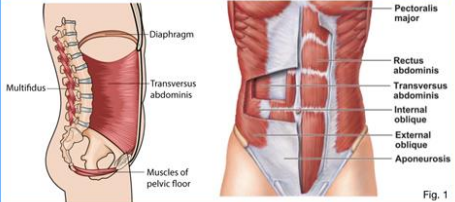 Diaphragm
Multifidus
Transversus
abdominis
Muscles of
pelvic floor
Pectoralis
major
Rectus
abdominis
Transversus
abdominis
Internal
oblique
External
oblique
Aponeurosis
Fig. 1